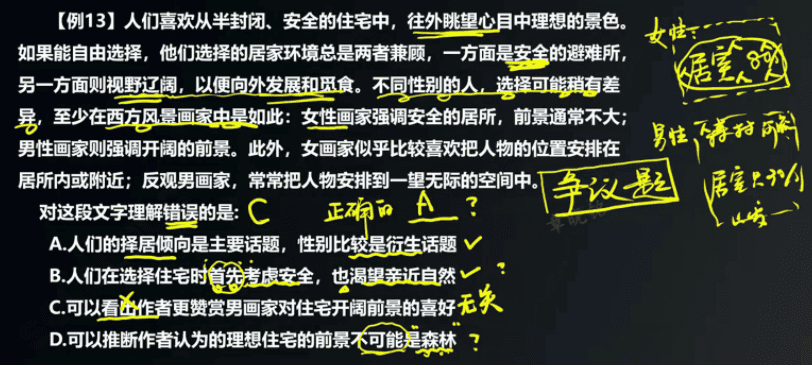 【例13】人们喜欢从半封闭、安全的住宅中，往外眺望心目中理想的景色。
如果能自由选择，他们选择的居家环境总是两者兼顾，一方面是安全的避难所，
另一方面则视野辽阔，以便向外发展和觅食。不同性别的人，选择可能稍有差
异，至少在西方风景画家中是如此：女性画家强调安全的居所，前景通常不大；
男性画家则强调开阔的前景。此外，女画家似乎比较喜欢把人物的位置安排在
居所内或附近；反观男画家，常常把人物安排到一望无际的空间中。
对这段文字理解错误的是： C 正确的 A ？
A.人们的择居倾向是主要话题，性别比较是衍生话题
B.人们在选择住宅时首先考虑安全，也渴望亲近自然 ？
C.可以看出作者更赞赏男画家对住宅开阔前景的喜好 无关
D.可以推断作者认为的理想住宅的前景不可能是"森林" ？
女性：
居室
人
男性
居室
争议题